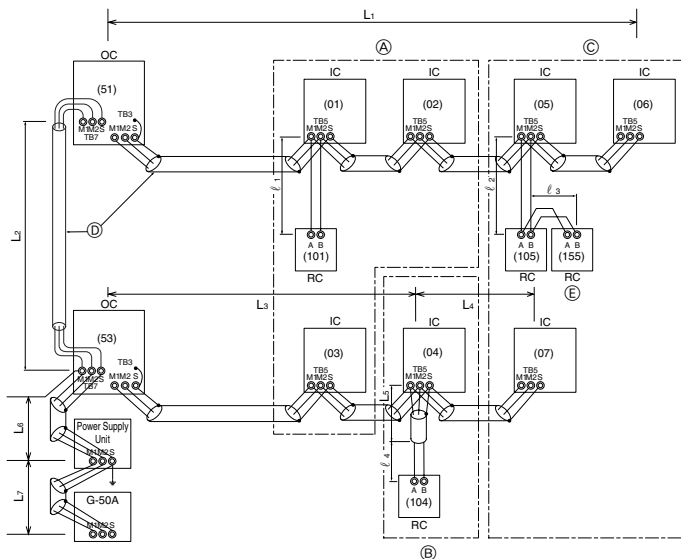 L1
A
C
OC
IC
IC
IC
IC
(51)
(01)
(02)
(05)
(06)
TB3
TB5
TB5
TB5
TB5
M1M2S
TB7
M1M2 S
M1M2S
M1M2S
M1M2S
M1M2S
L2
D
ℓ1
ℓ2
ℓ3
A B
(101)
RC
A B
(105)
RC
A B
(155)
RC
E
L3
L4
OC
IC
IC
IC
(53)
(03)
(04)
(07)
TB3
TB5
TB5
TB5
M1M2S
TB7
M1M2 S
M1M2S
M1M2S
M1M2S
L5
L6
Power Supply
Unit
M1M2 S
ℓ4
A B
(104)
RC
L7
G-50A
M1M2S
B